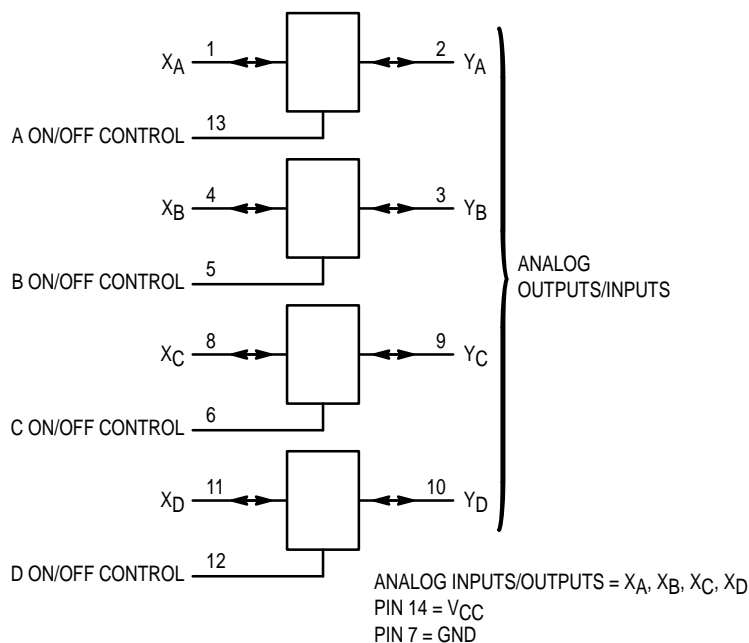 XA 1 2 YA
A ON/OFF CONTROL 13
XB 4 3 YB
B ON/OFF CONTROL 5
ANALOG
OUTPUTS/INPUTS
XC 8 9 YC
C ON/OFF CONTROL 6
XD 11 10 YD
D ON/OFF CONTROL 12
ANALOG INPUTS/OUTPUTS = XA, XB, XC, XD
PIN 14 = VCC
PIN 7 = GND